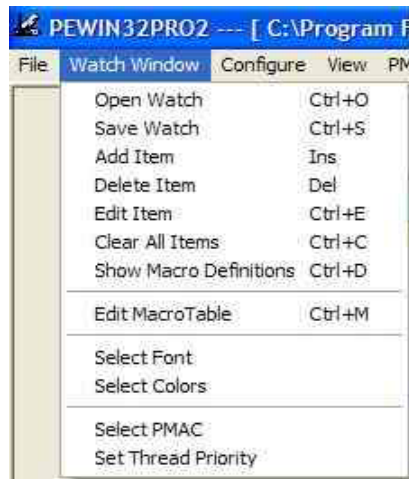 PEWIN32PRO2 --- [ C:\Program F
File Watch Window Configure View PM
Open Watch Ctrl+O
Save Watch Ctrl+S
Add Item Ins
Delete Item Del
Edit Item Ctrl+E
Clear All Items Ctrl+C
Show Macro Definitions Ctrl+D
Edit MacroTable Ctrl+M
Select Font
Select Colors
Select PMAC
Set Thread Priority